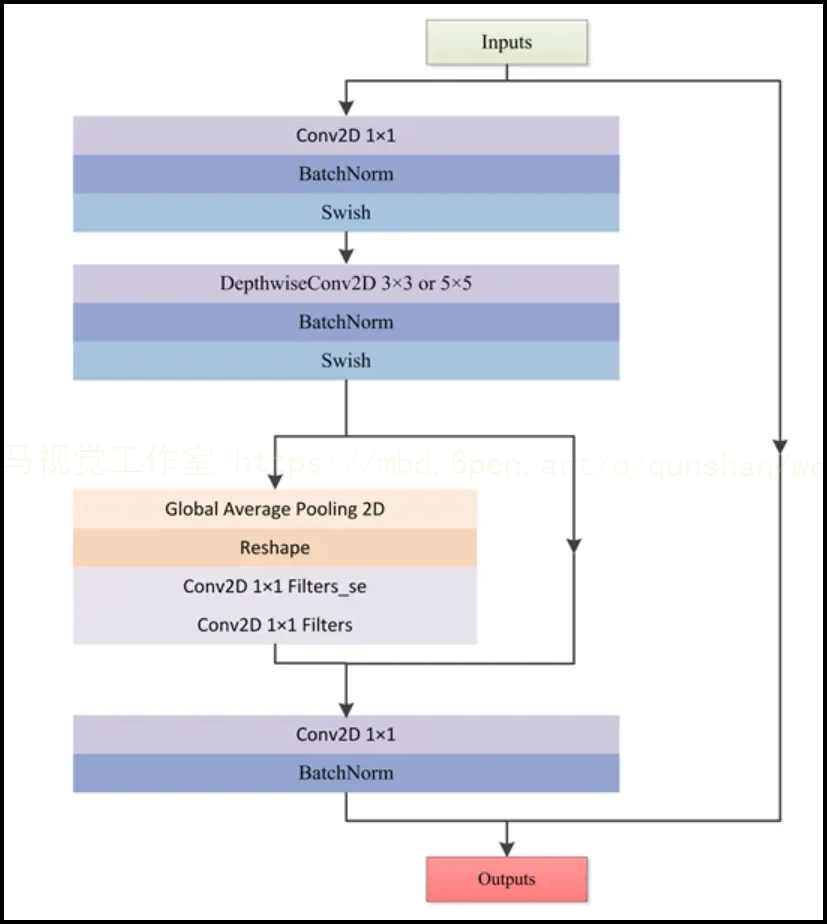 Inputs
Conv2D 1×1
BatchNorm
Swish
DepthwiseConv2D 3×3 or 5×5
BatchNorm
Swish
马视觉工作室 https://mbd.6pen.art/o/qunshan/wo
Global Average Pooling 2D
Reshape
Conv2D 1×1 Filters_se
Conv2D 1×1 Filters
Conv2D 1×1
BatchNorm
Outputs